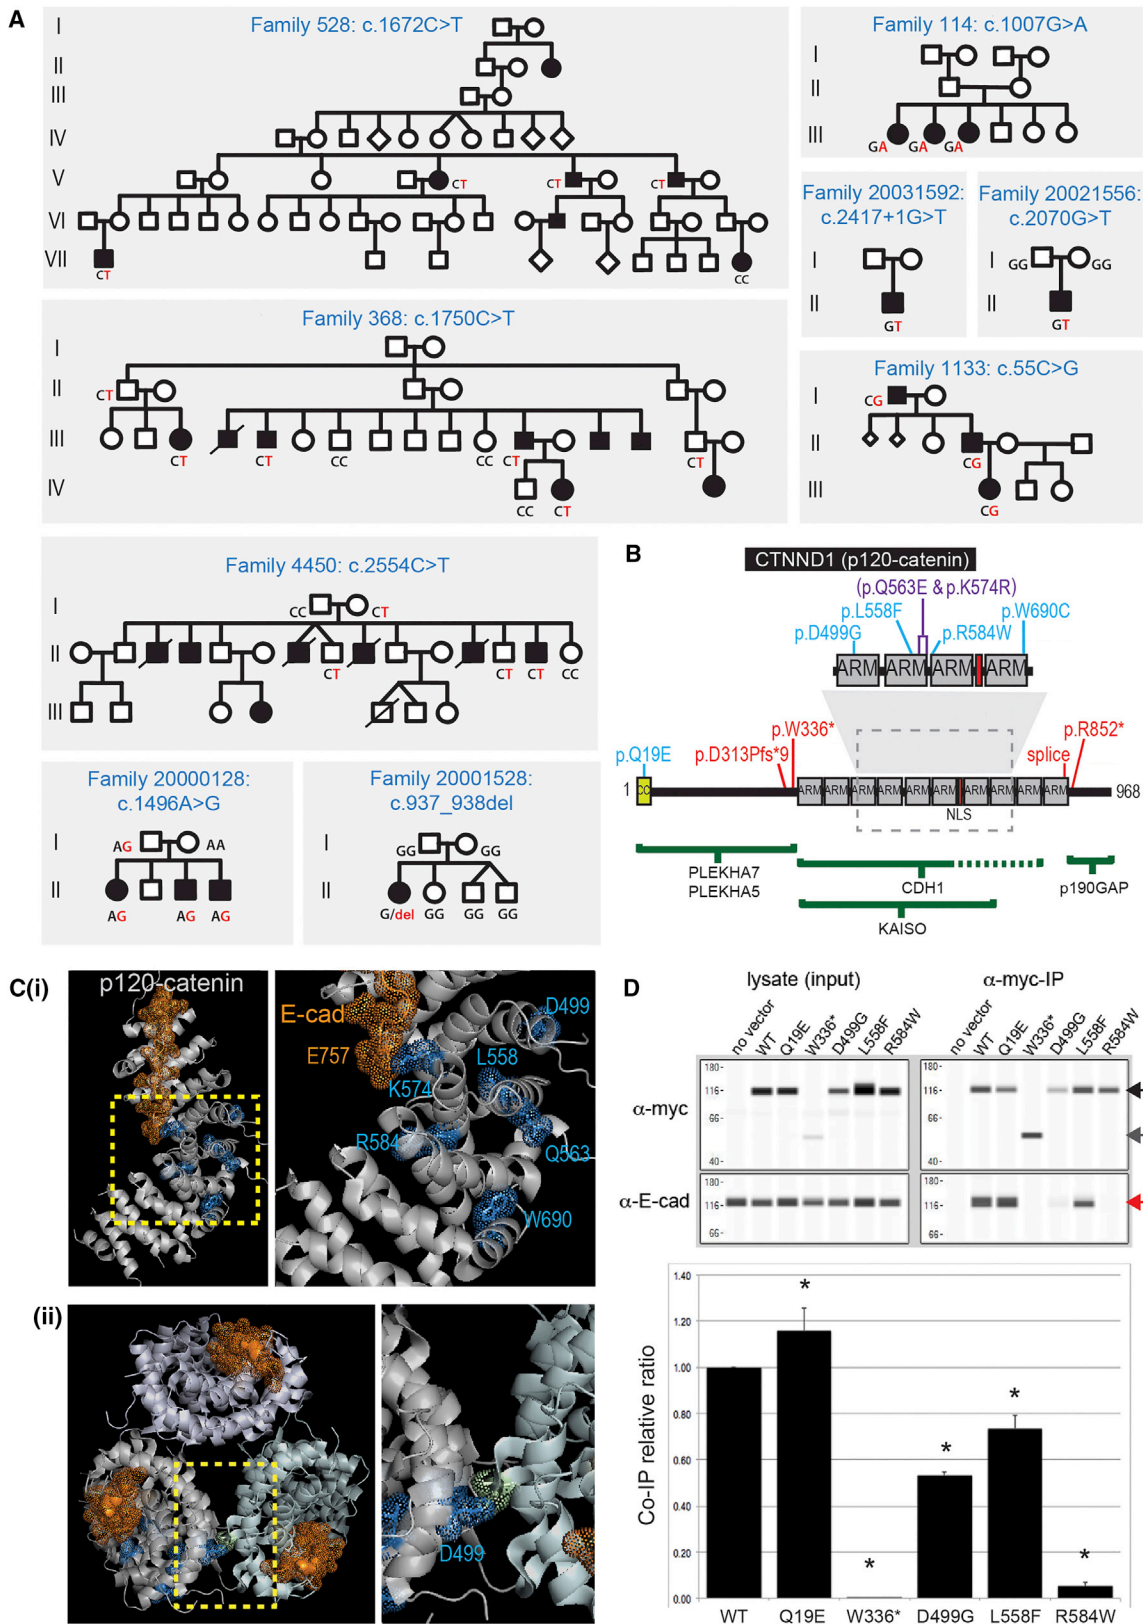 A
Family 528: c.1672C>T
I
II
III
IV
V
CT
CT
CT
VI
VII
CT
CC
Family 114: c.1007G>A
I
II
III
GA GA GA
Family 20031592:
c.2417+1G>T
I
II
GT
Family 20021556:
c.2070G>T
I GG GG
II
GT
Family 368: c.1750C>T
I
II CT
III
CT CT CC CC CT CT
IV
CC CT
Family 1133: c.55C>G
I CG
II
CG
III
CG
Family 4450: c.2554C>T
I CC CT
II
CT CT CT CC
III
Family 20000128:
c.1496A>G
I AG AA
II
AG AG AG
Family 20001528:
c.937_938del
I GG GG
II
G/del GG GG GG
B
CTNND1 (p120-catenin)
(p.Q563E & p.K574R)
p.L558F p.W690C
p.D499G p.R584W
ARM ARM ARM ARM
p.W336* p.R852*
p.Q19E p.D313Pfs*9 splice
1 CC ARM ARM ARM ARM ARM ARM ARM ARM ARM 968
NLS
PLEKHA7
PLEKHA5
CDH1
p190GAP
KAISO
C(i)
p120-catenin
E-cad
E757
D499
L558
K574
R584
Q563
W690
(ii)
D499
D
lysate (input) α-myc-IP
no vector WT Q19E W336* D499G L558F R584W no vector WT Q19E W336* D499G L558F R584W
α-myc
180
116
66
40
180
116
66
40
α-E-cad
180
116
66
180
116
66
Co-IP relative ratio
1.40
1.20
1.00
0.80
0.60
0.40
0.20
0.00
* * * * *
WT Q19E W336* D499G L558F R584W